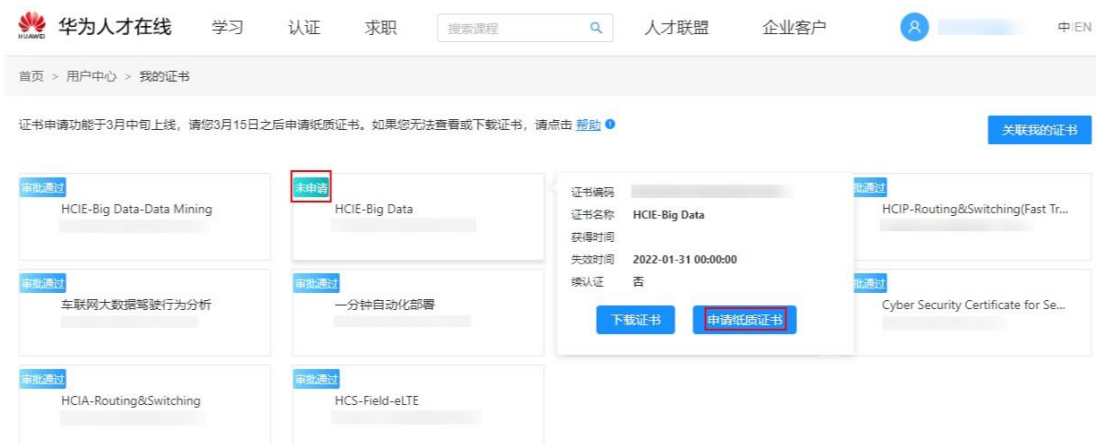 HUAWEI 华为人才在线 学习 认证 求职 搜索课程 人才联盟 企业客户 中|EN
首页 > 用户中心 > 我的证书
证书申请功能于3月中旬上线，请您3月15日之后申请纸质证书。如果您无法查看或下载证书，请点击 帮助
关联我的证书
审批通过
HCIE-Big Data-Data Mining
未申请
HCIE-Big Data
证书编码
证书名称 HCIE-Big Data
获得时间
失效时间 2022-01-31 00:00:00
续认证 否
下载证书 申请纸质证书
批通过
HCIP-Routing&Switching(Fast Tr...
审批通过
车联网大数据驾驶行为分析
审批通过
一分钟自动化部署
批通过
Cyber Security Certificate for Se...
审批通过
HCIA-Routing&Switching
审批通过
HCS-Field-eLTE